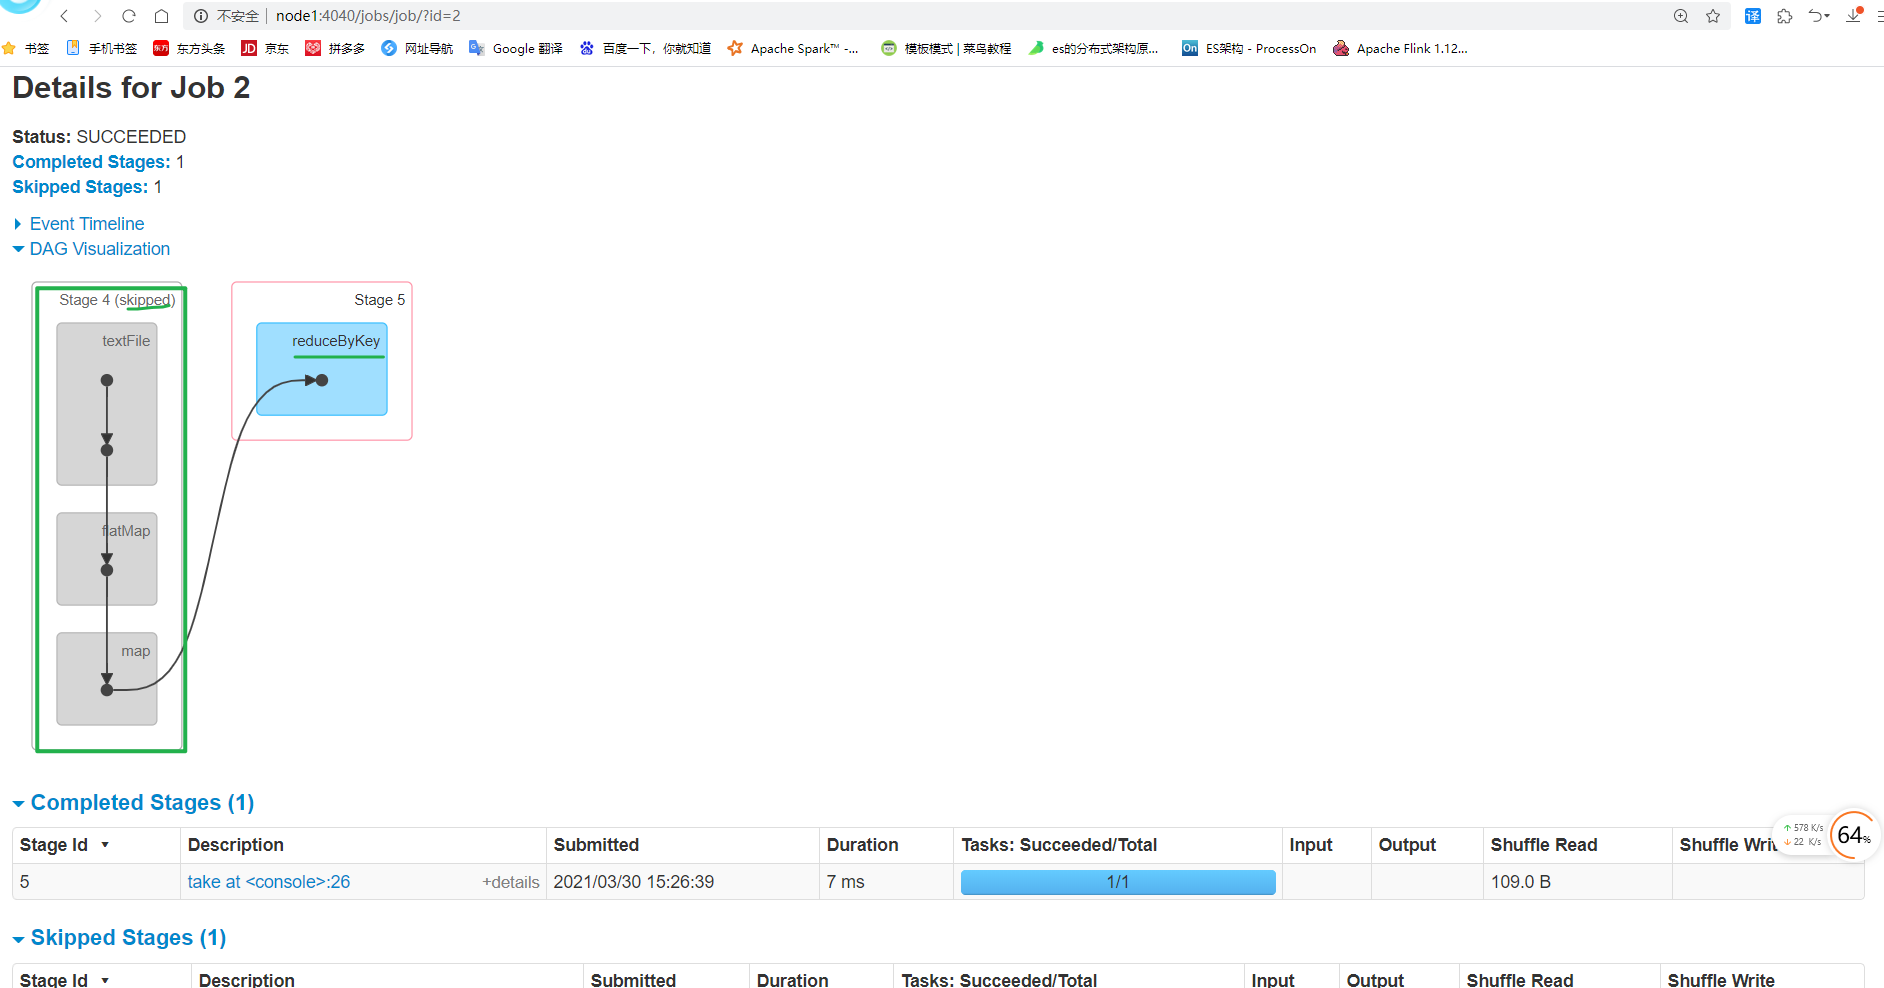 不安全 node1:4040/jobs/job/?id=2
书签 手机书签 东方 东方头条 JD 京东 拼多多 网址导航 Google 翻译 百度一下，你就知道 Apache Spark™ -... 模板模式 | 菜鸟教程 es的分布式架构原... On ES架构 - ProcessOn Apache Flink 1.12...
译
Details for Job 2
Status: SUCCEEDED
Completed Stages: 1
Skipped Stages: 1
Event Timeline
DAG Visualization
Stage 4 (skipped)
textFile
flatMap
map
Stage 5
reduceByKey
Completed Stages (1)
Stage Id Description Submitted Duration Tasks: Succeeded/Total Input Output Shuffle Read Shuffle Writ
5 take at <console>:26 +details 2021/03/30 15:26:39 7 ms 1/1 109.0 B
578 K/s
22 K/s
64%
Skipped Stages (1)
Stage Id Description Submitted Duration Tasks: Succeeded/Total Input Output Shuffle Read Shuffle Write